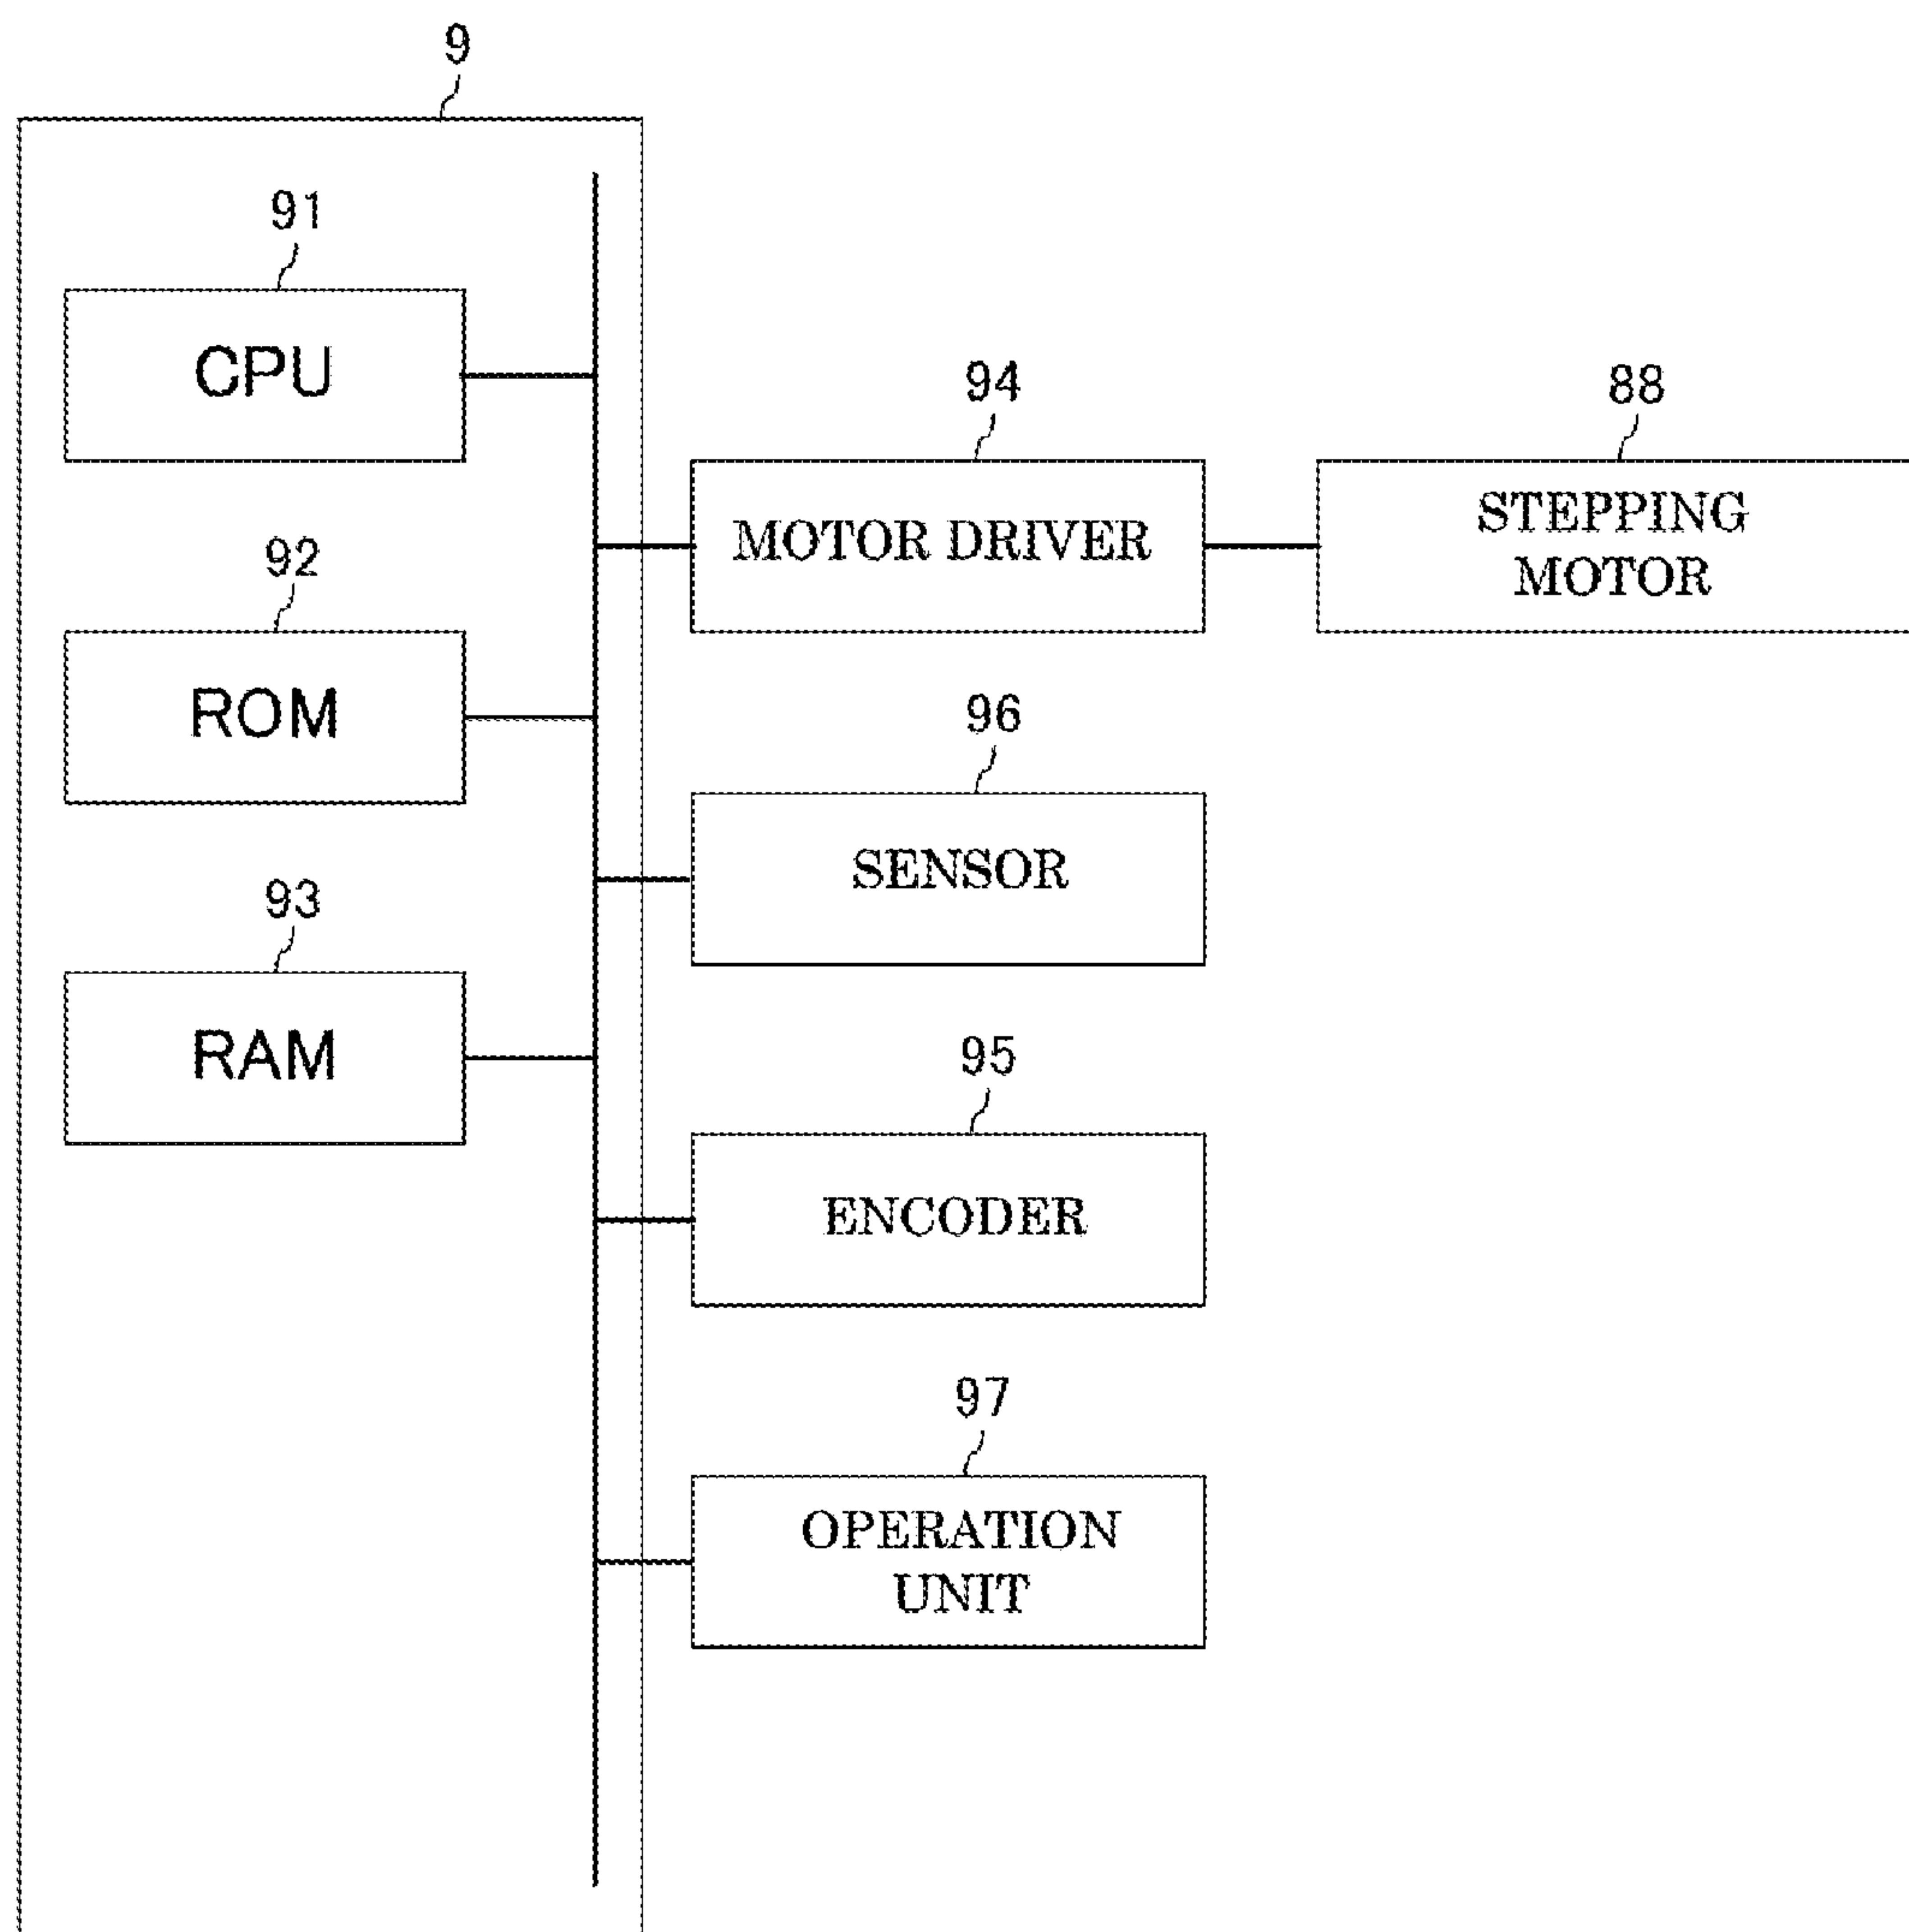 9
91
CPU
94
88
MOTOR DRIVER
STEPPING
MOTOR
92
ROM
96
SENSOR
93
RAM
95
ENCODER
97
OPERATION
UNIT